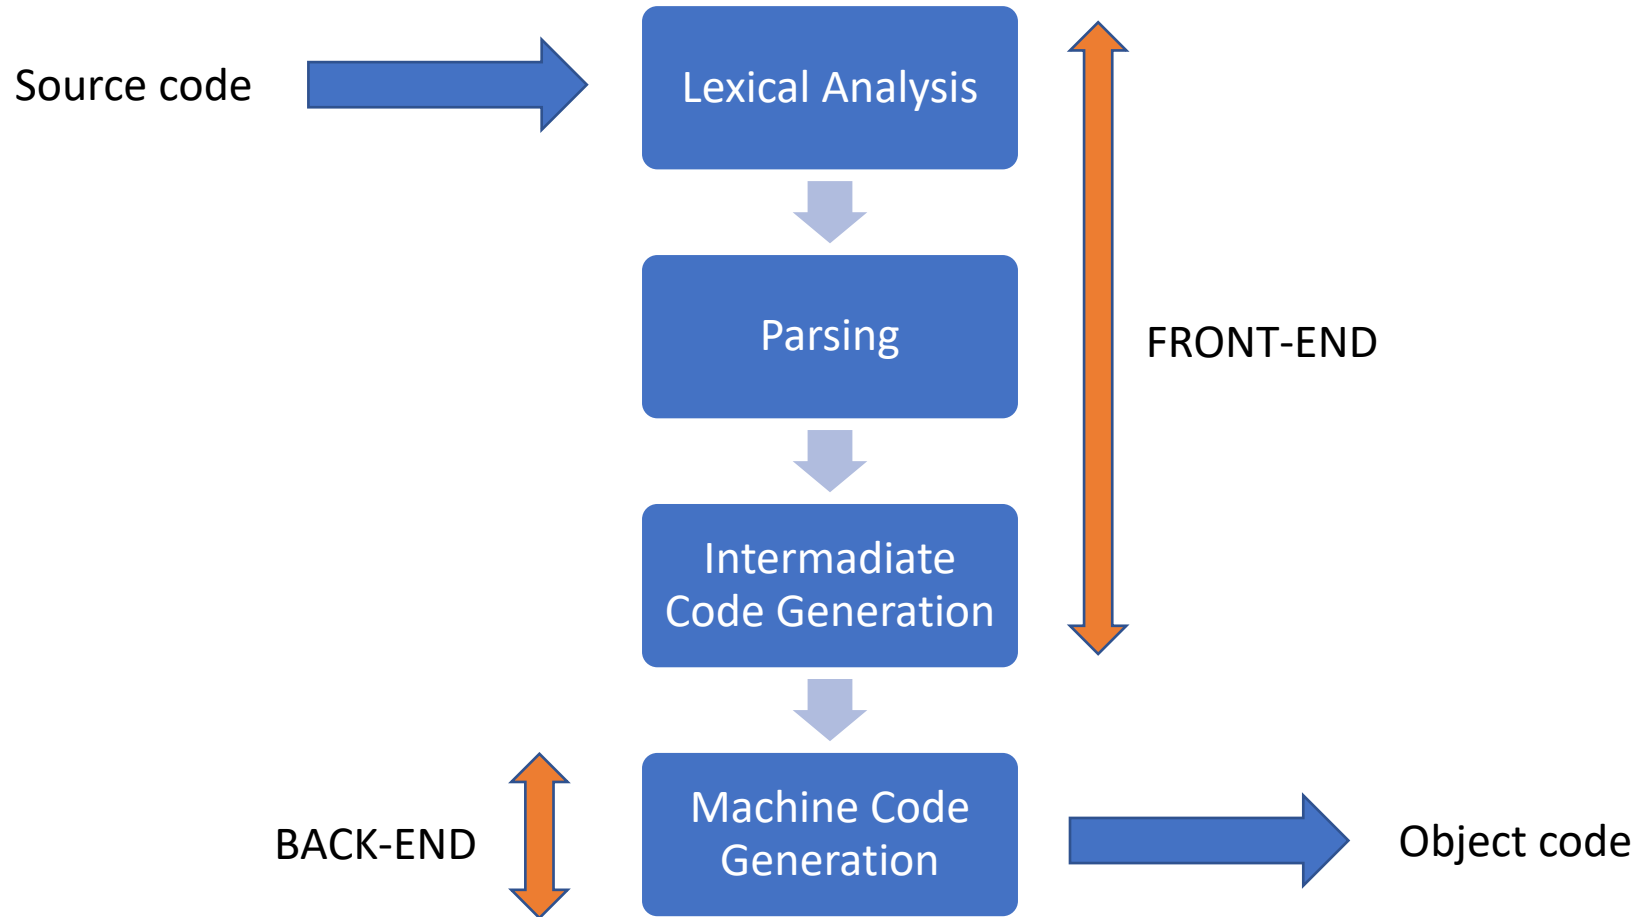 Source code
Lexical Analysis
Parsing
FRONT-END
Intermadiate
Code Generation
BACK-END
Machine Code
Generation
Object code